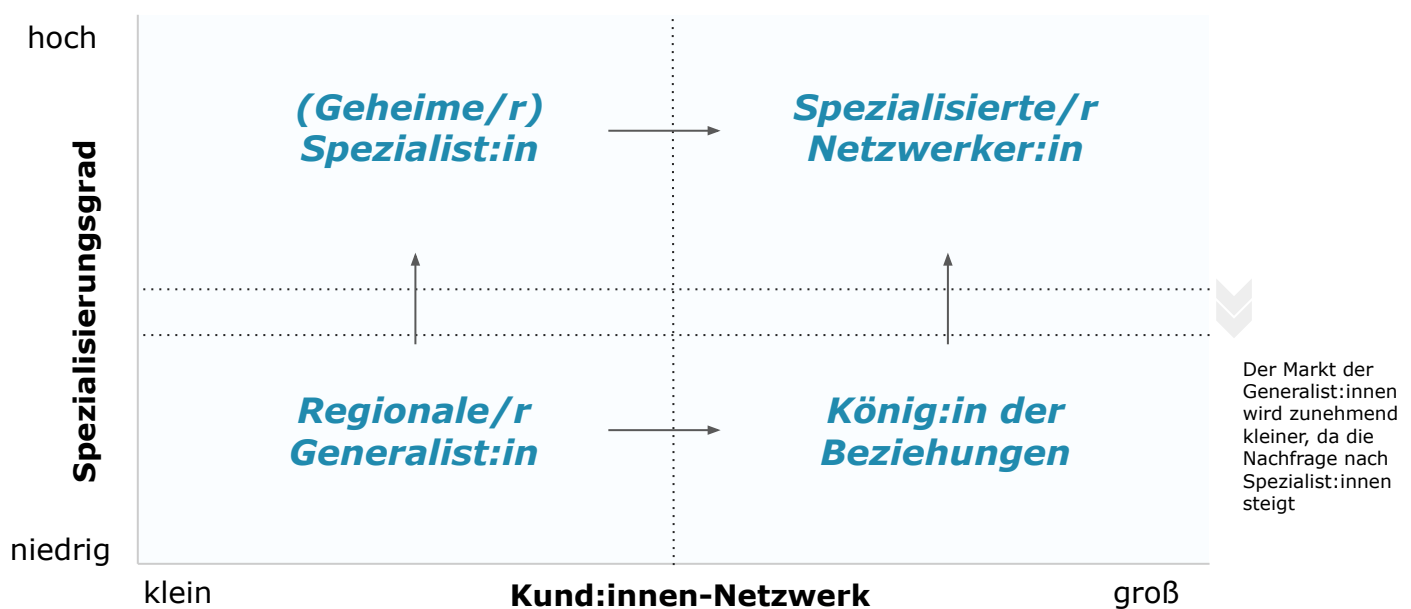 hoch
(Geheime/r)
Spezialist:in
Spezialisierte/r
Netzwerker:in
Spezialisierungsgrad
Regionale/r
Generalist:in
König:in der
Beziehungen
Der Markt der
Generalist:innen
wird zunehmend
kleiner, da die
Nachfrage nach
Spezialist:innen
steigt
niedrig
klein
Kund:innen-Netzwerk
groß